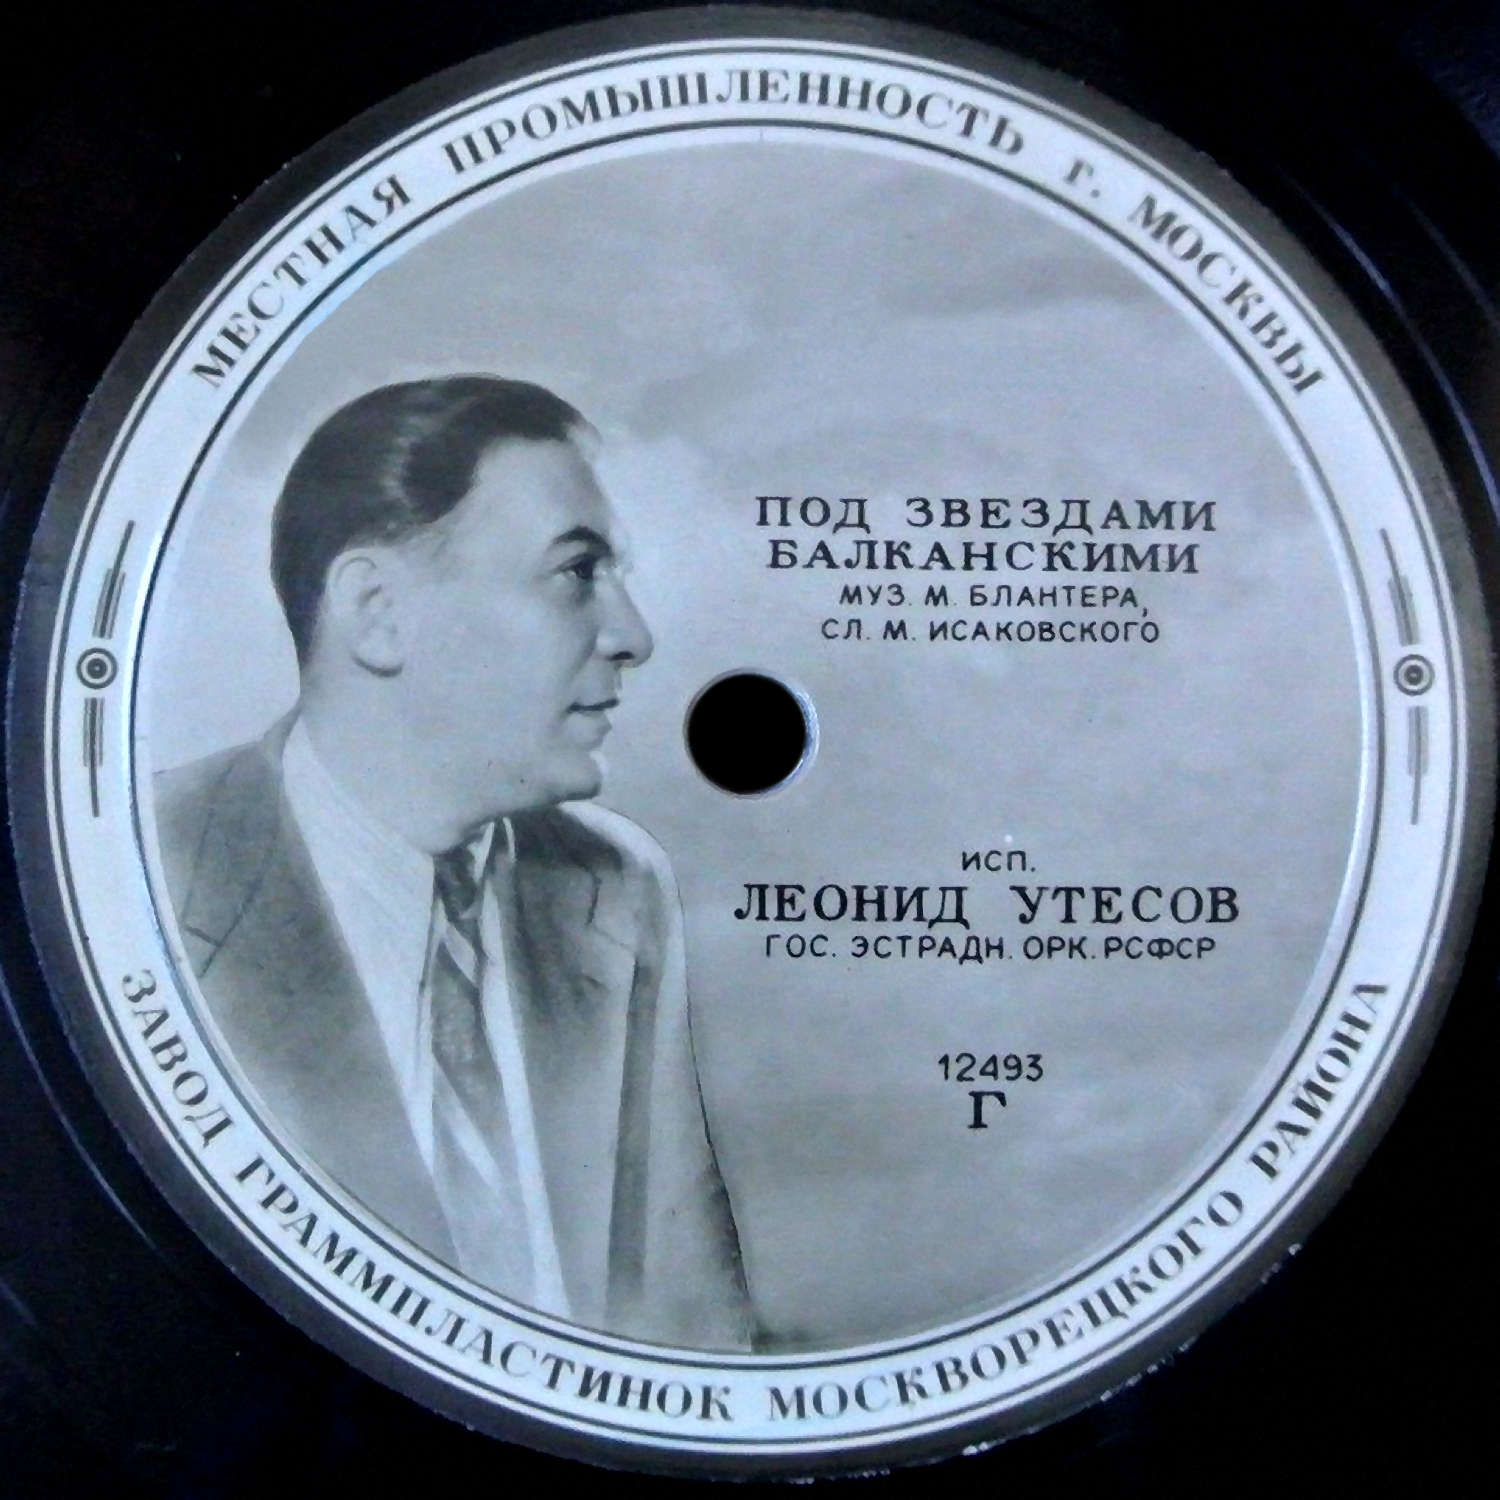 МЕСТНАЯ ПРОМЫШЛЕННОСТЬ г. МОСКВЫ
ПОД ЗВЕЗДАМИ
БАЛКАНСКИМИ
МУЗ. М. БЛАНТЕРА,
СЛ. М. ИСАКОВСКОГО
ИСП.
ЛЕОНИД УТЕСОВ
ГОС. ЭСТРАДН. ОРК. РСФСР
12493
Г
ЗАВОД ГРАММПЛАСТИНОК МОСКВОРЕЦКОГО РАЙОНА